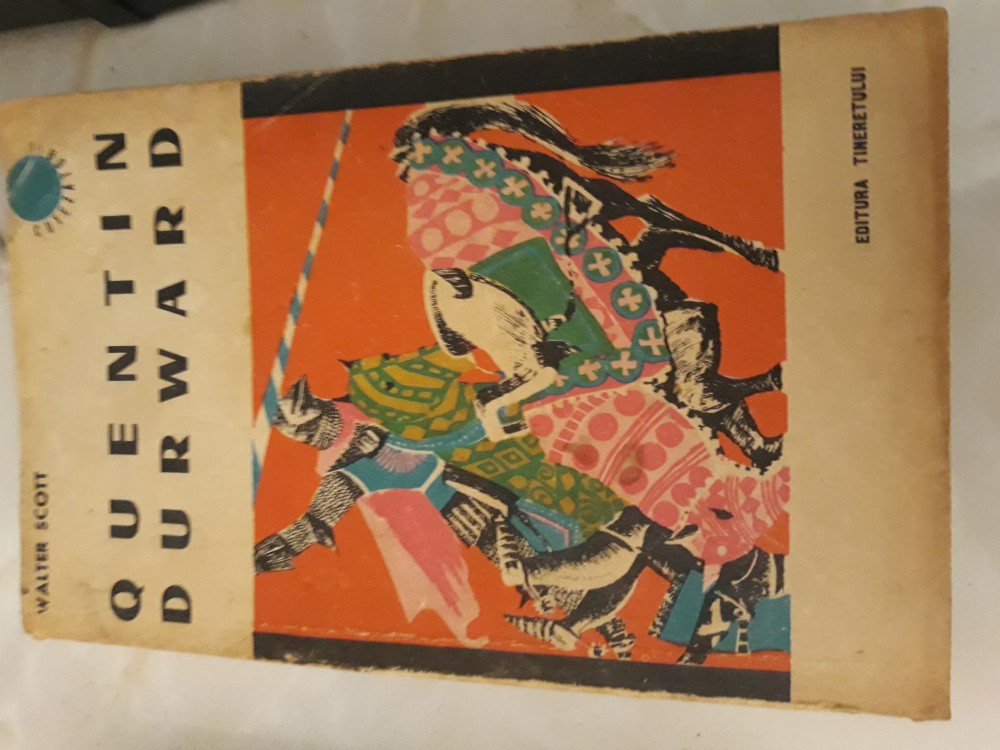 WALTER SCOTT
QUENTIN
DURWARD
EDITURA TINERETULUI